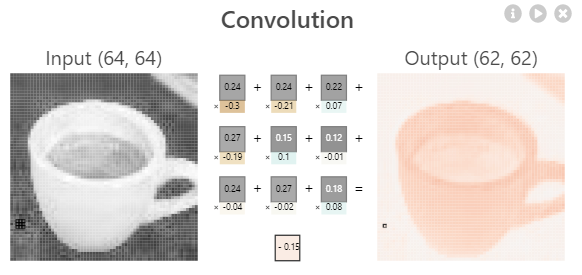 Convolution
Input (64, 64)
Output (62, 62)
0.24 + 0.24 + 0.22 +
× -0.3 × -0.21 × 0.07
0.27 + 0.15 + 0.12 +
× -0.19 × 0.1 × -0.01
0.24 + 0.27 + 0.18 =
× -0.04 × -0.02 × 0.08
- 0.15